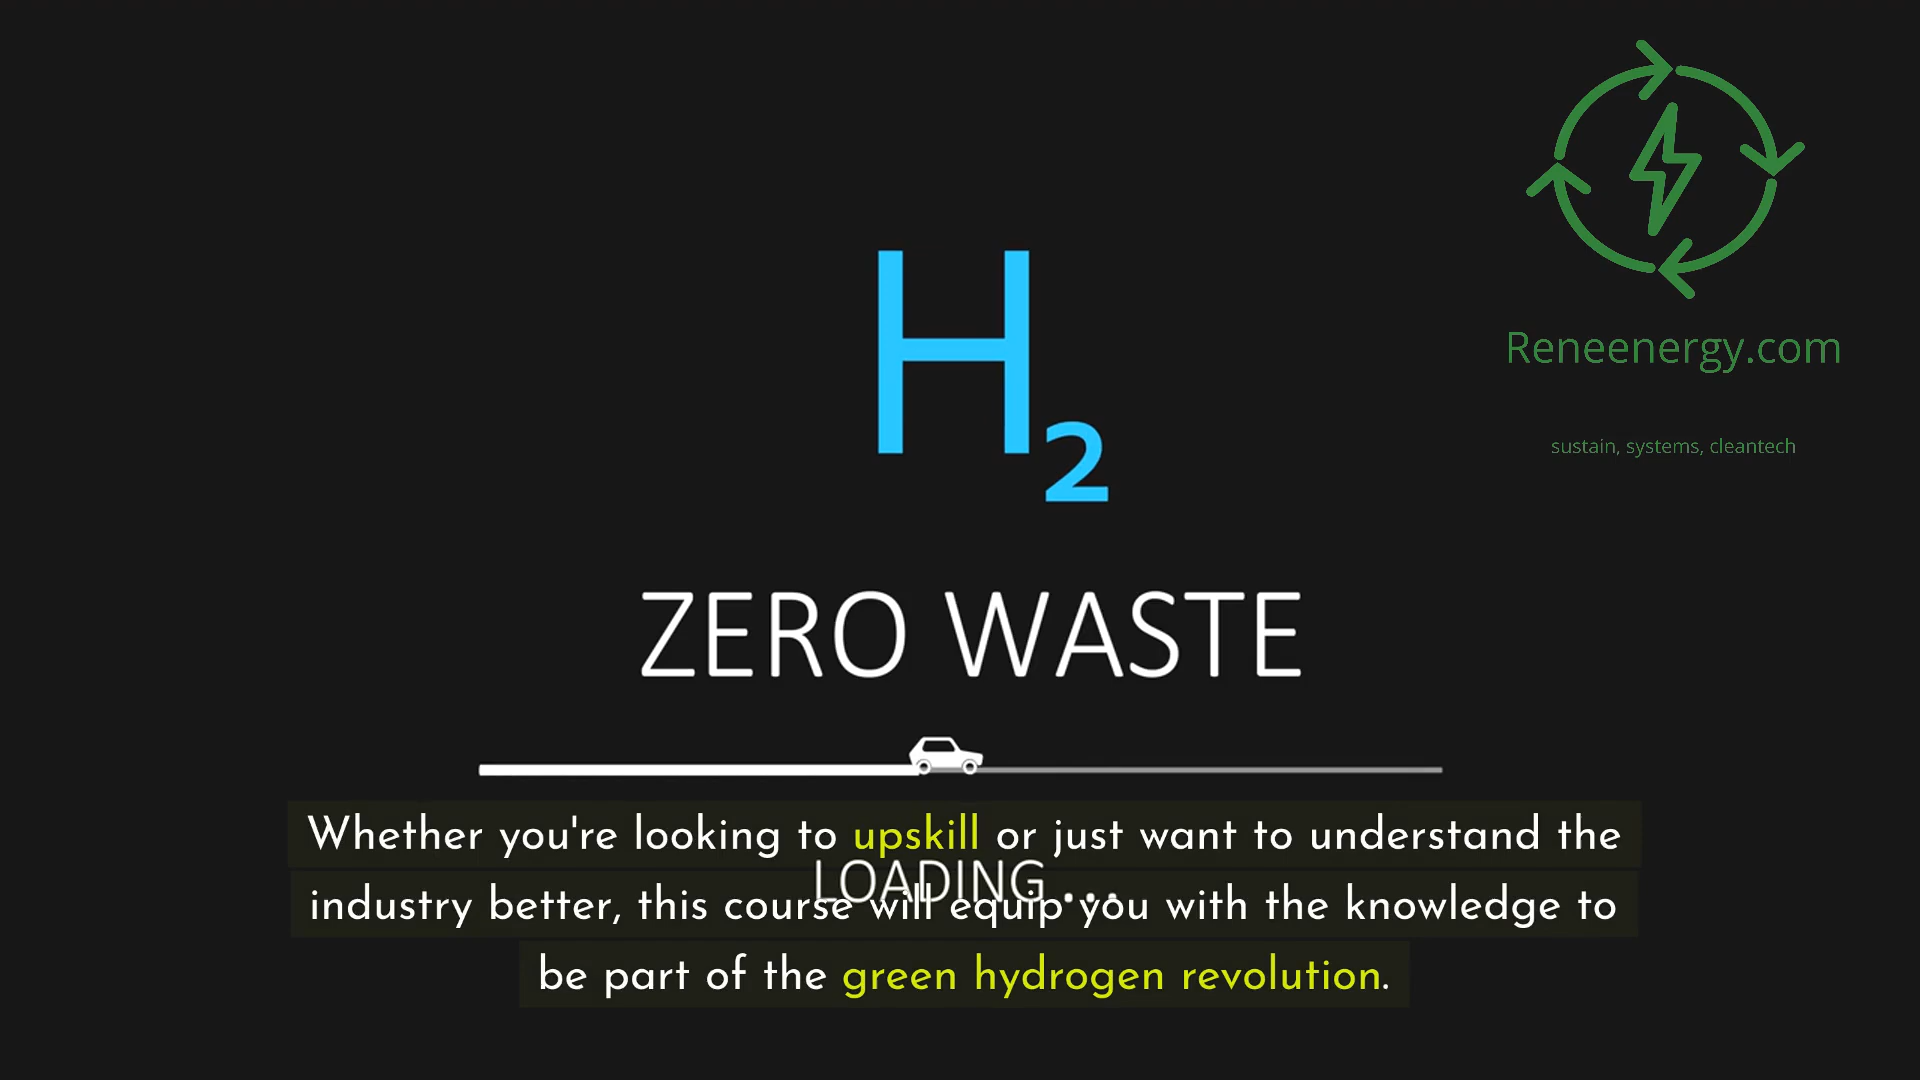 Reneenergy.com
sustain, systems, cleantech
H₂
ZERO WASTE
Whether you're looking to upskill or just want to understand the
LOADING ...
industry better, this course will equip you with the knowledge to
be part of the green hydrogen revolution.